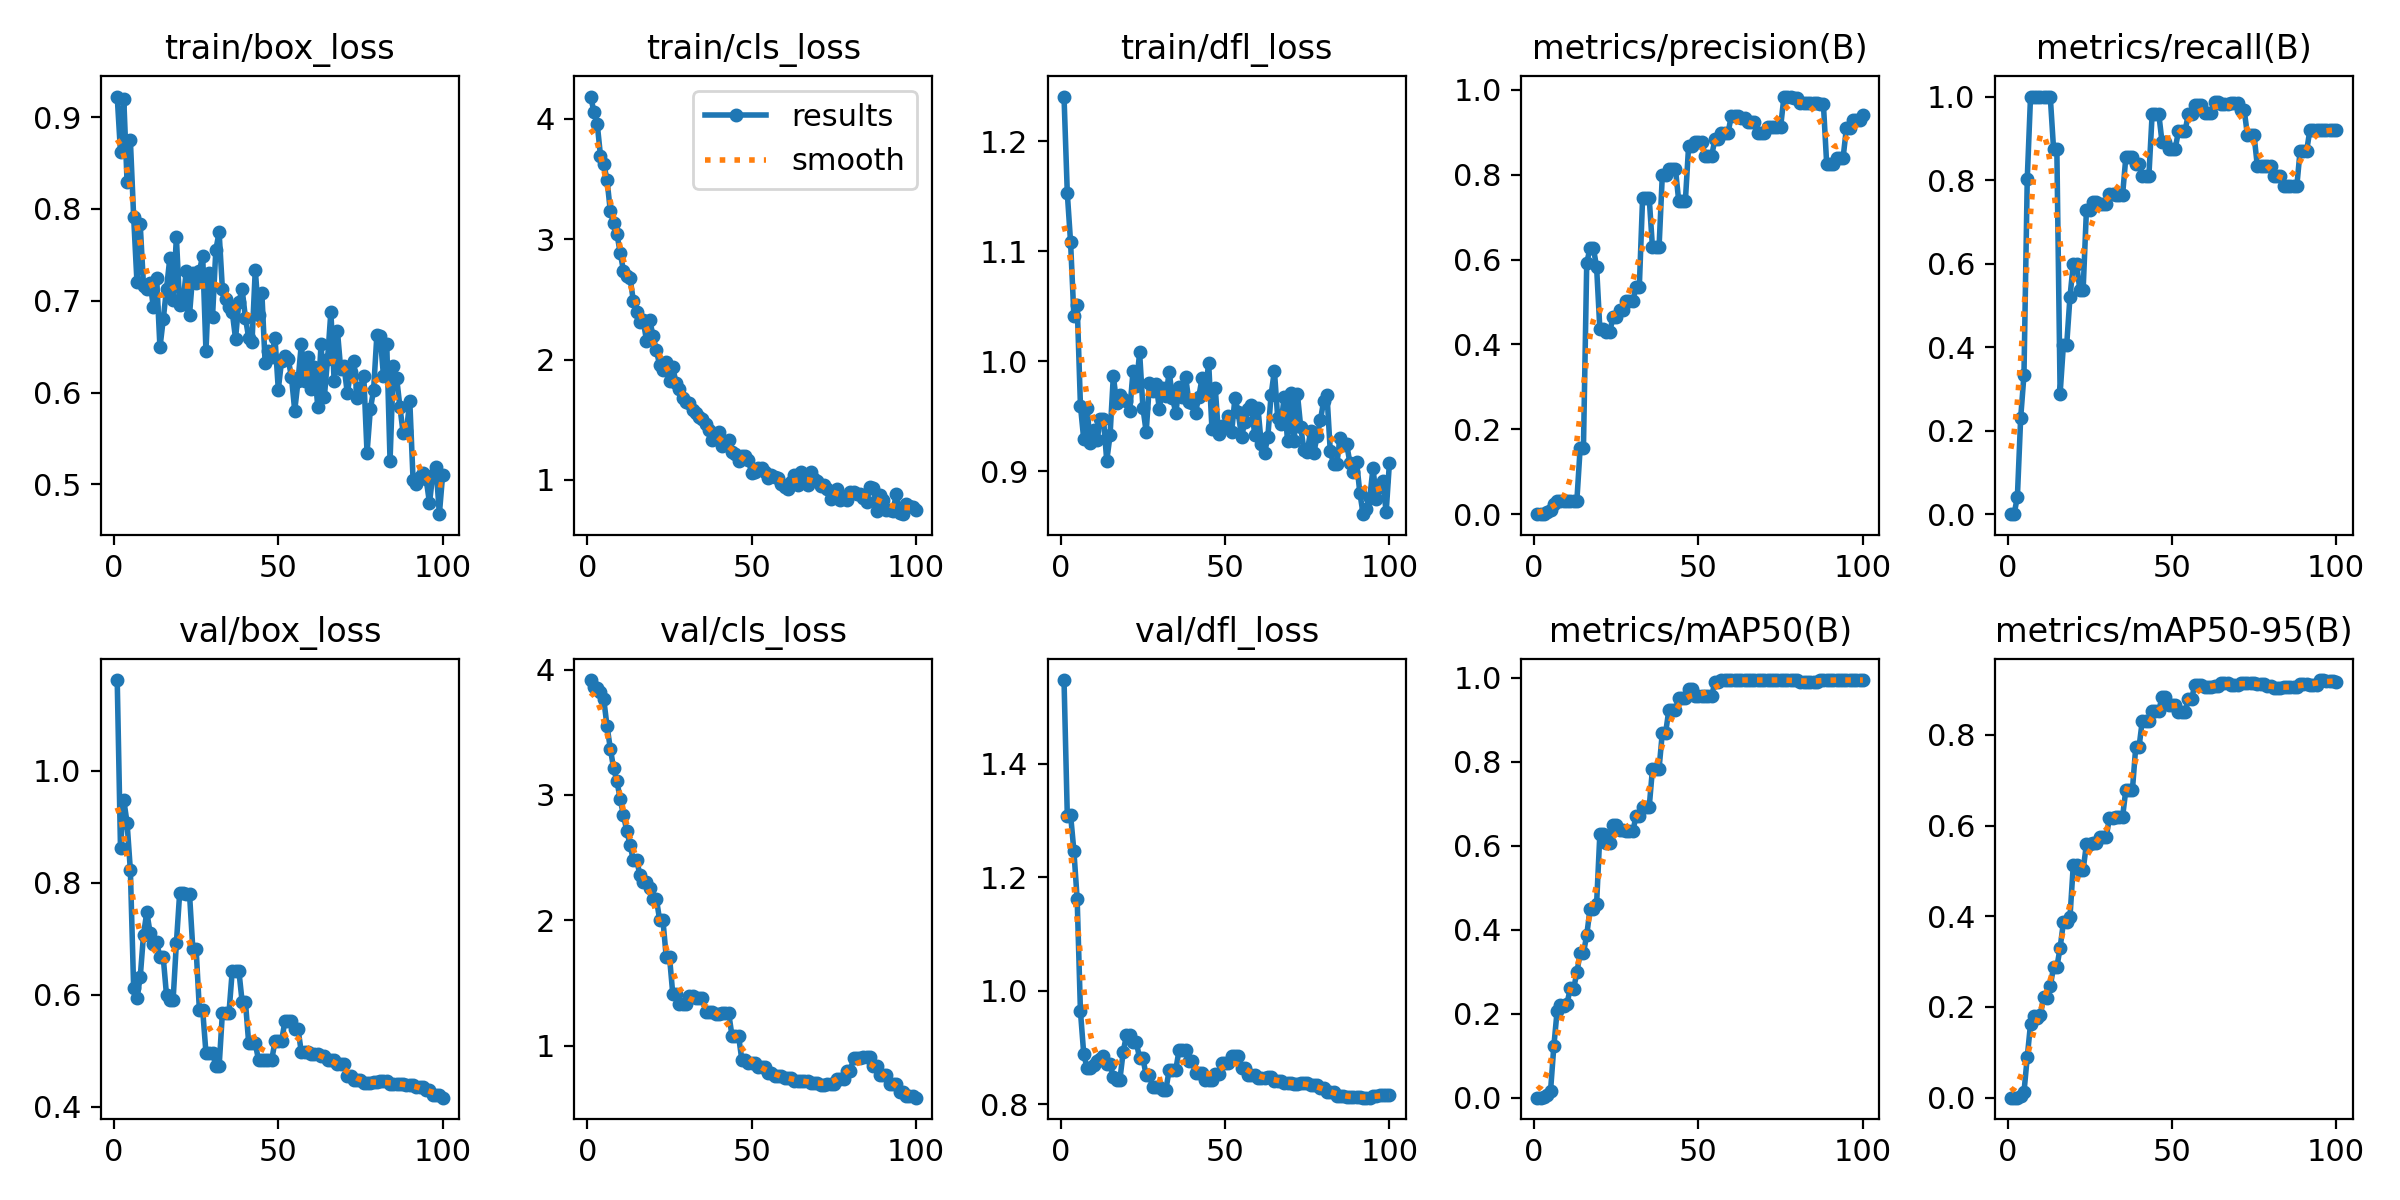 train/box_loss
0.9
0.8
0.7
0.6
0.5
0 50 100
train/cls_loss
results
smooth
4
3
2
1
0 50 100
train/dfl_loss
1.2
1.1
1.0
0.9
0 50 100
metrics/precision(B)
1.0
0.8
0.6
0.4
0.2
0.0
0 50 100
metrics/recall(B)
1.0
0.8
0.6
0.4
0.2
0.0
0 50 100
val/box_loss
1.0
0.8
0.6
0.4
0 50 100
val/cls_loss
4
3
2
1
0 50 100
val/dfl_loss
1.4
1.2
1.0
0.8
0 50 100
metrics/mAP50(B)
1.0
0.8
0.6
0.4
0.2
0.0
0 50 100
metrics/mAP50-95(B)
0.8
0.6
0.4
0.2
0.0
0 50 100